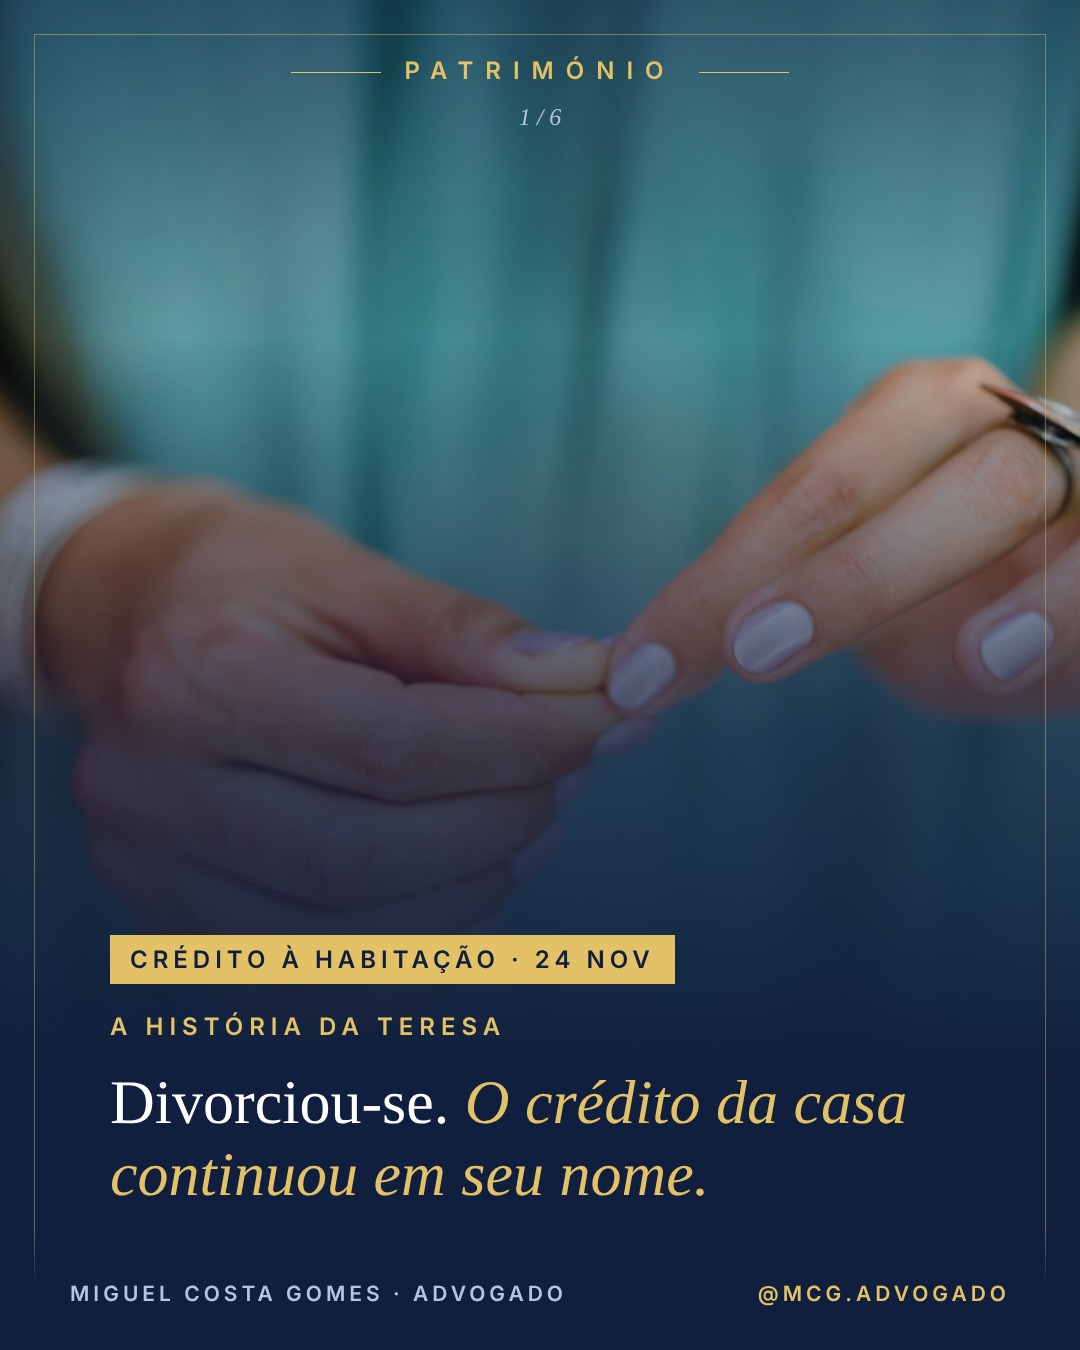 PATRIMÓNIO
1 / 6
CRÉDITO À HABITAÇÃO · 24 NOV
A HISTÓRIA DA TERESA
Divorciou-se. O crédito da casa
continuou em seu nome.
MIGUEL COSTA GOMES · ADVOGADO
@MCG.ADVOGADO